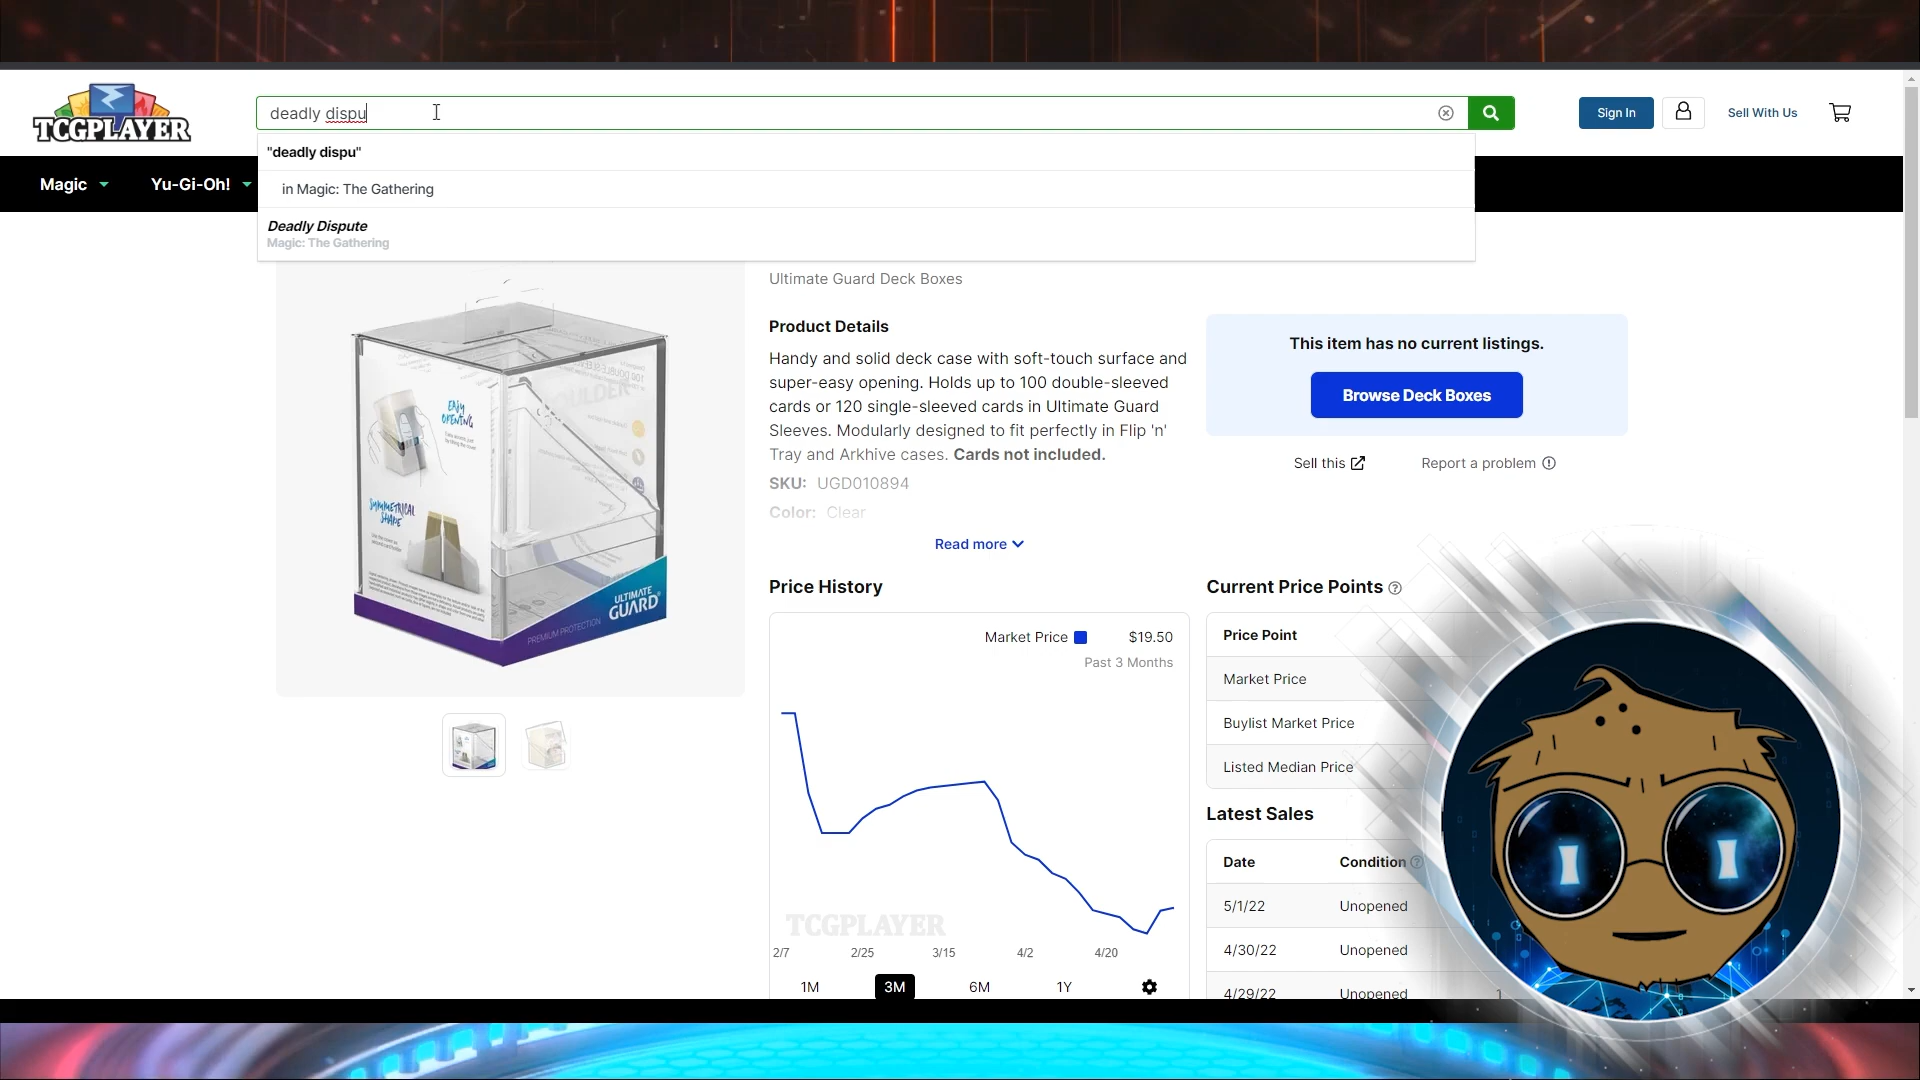 TCGPLAYER
deadly dispu
Sign In
Sell With Us
"deadly dispu"
in Magic: The Gathering
Deadly Dispute
Magic: The Gathering
Magic
Yu-Gi-Oh!
Ultimate Guard Deck Boxes
Product Details
Handy and solid deck case with soft-touch surface and
super-easy opening. Holds up to 100 double-sleeved
cards or 120 single-sleeved cards in Ultimate Guard
Sleeves. Modularly designed to fit perfectly in Flip 'n'
Tray and Arkhive cases. Cards not included.
SKU: UGD010894
Color: Clear
Read more
This item has no current listings.
Browse Deck Boxes
Sell this
Report a problem
EASY
OPENING
SYMMETRICAL
SHAPE
ULTIMATE
GUARD
PREMIUM PROTECTION
Price History
Market Price
$19.50
Past 3 Months
TCGPLAYER
2/7
2/25
3/15
4/2
4/20
1M
3M
6M
1Y
Current Price Points
Price Point
Market Price
Buylist Market Price
Listed Median Price
Latest Sales
Date
Condition
5/1/22
Unopened
4/30/22
Unopened
4/29/22
Unopened
1